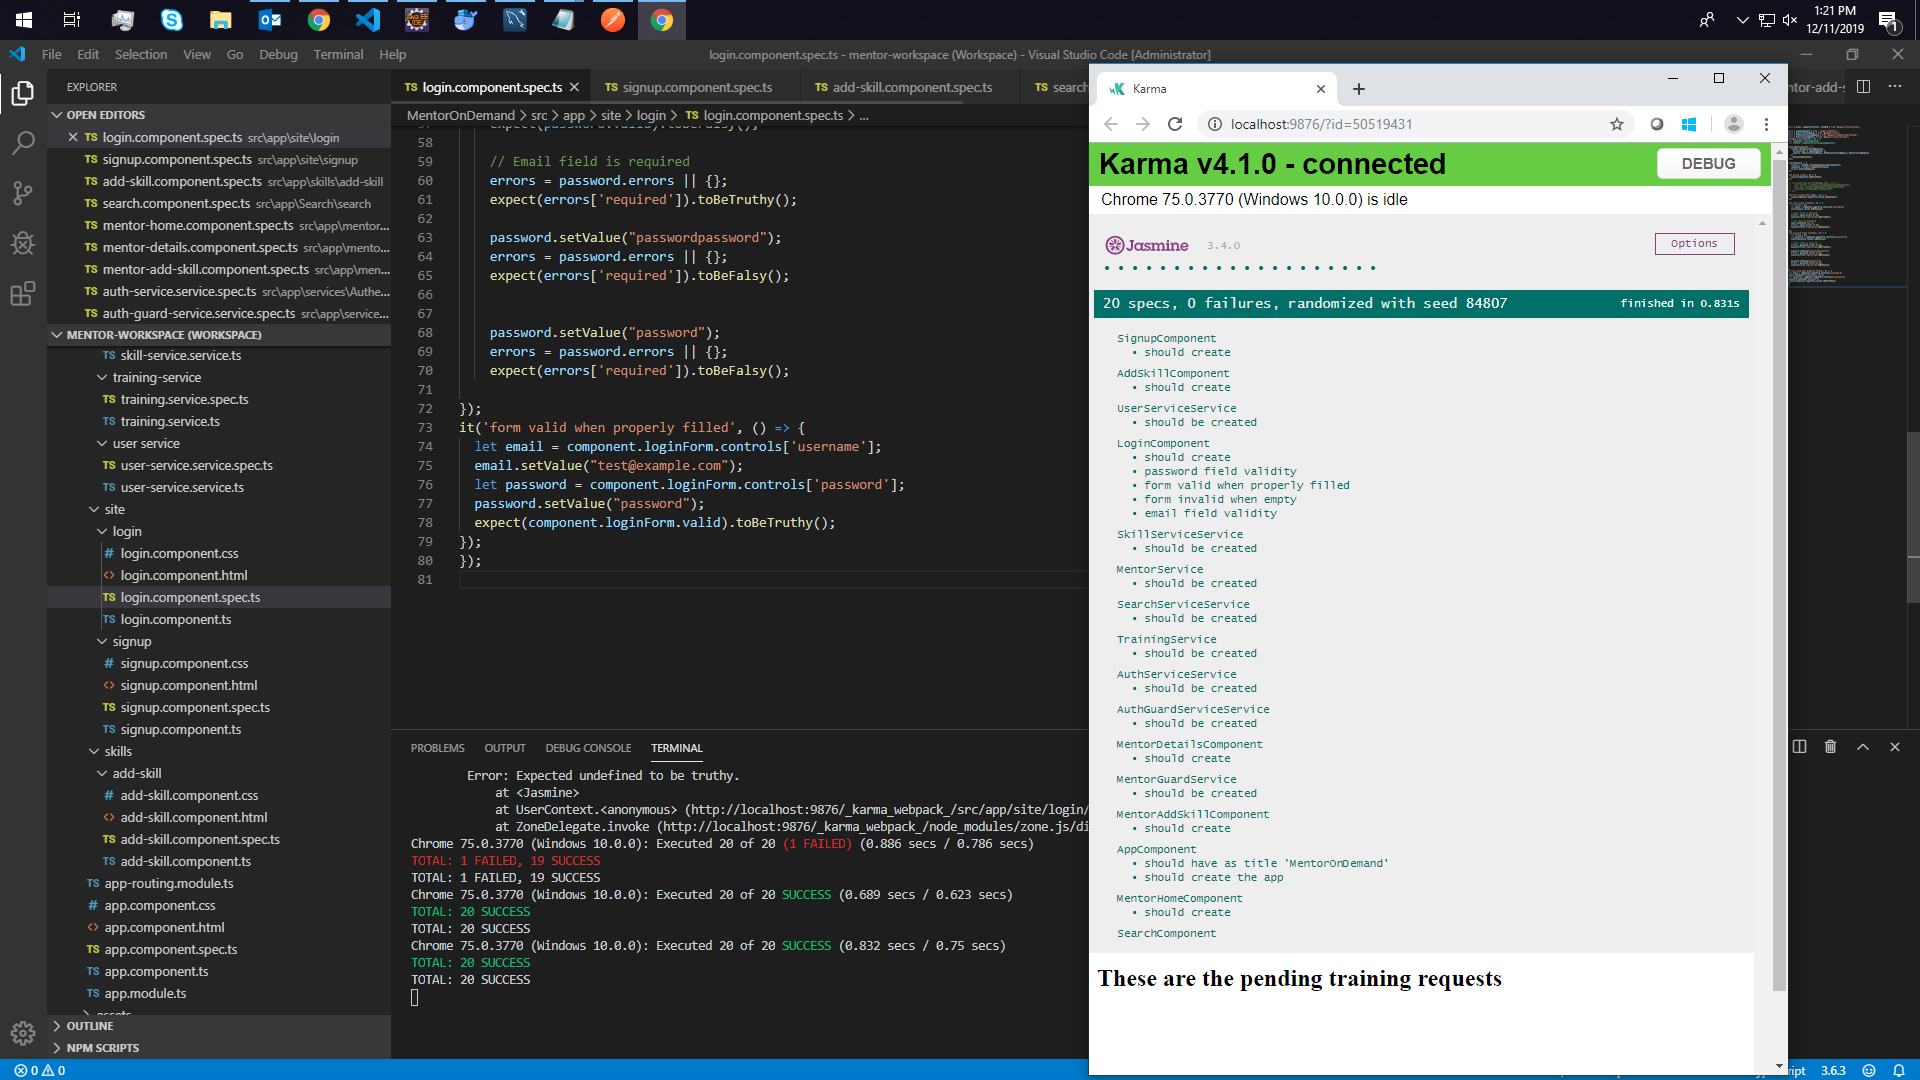 1:21 PM
12/11/2019
1
File Edit Selection View Go Debug Terminal Help
login.component.spec.ts - mentor-workspace (Workspace) - Visual Studio Code [Administrator]
EXPLORER
OPEN EDITORS
TS login.component.spec.ts src\app\site\login
TS signup.component.spec.ts src\app\site\signup
TS add-skill.component.spec.ts src\app\skills\add-skill
TS search.component.spec.ts src\app\Search\search
TS mentor-home.component.spec.ts src\app\mentor...
TS mentor-details.component.spec.ts src\app\mento...
TS mentor-add-skill.component.spec.ts src\app\men...
TS auth-service.service.spec.ts src\app\services\Authe...
TS auth-guard-service.service.spec.ts src\app\service...
MENTOR-WORKSPACE (WORKSPACE)
TS skill-service.service.ts
training-service
TS training.service.spec.ts
TS training.service.ts
user service
TS user-service.service.spec.ts
TS user-service.service.ts
site
login
# login.component.css
<> login.component.html
TS login.component.spec.ts
TS login.component.ts
signup
# signup.component.css
<> signup.component.html
TS signup.component.spec.ts
TS signup.component.ts
skills
add-skill
# add-skill.component.css
<> add-skill.component.html
TS add-skill.component.spec.ts
TS add-skill.component.ts
TS app-routing.module.ts
# app.component.css
<> app.component.html
TS app.component.spec.ts
TS app.component.ts
TS app.module.ts
assets
OUTLINE
NPM SCRIPTS
0 0
TS login.component.spec.ts TS signup.component.spec.ts TS add-skill.component.spec.ts TS search
ntor-add-s
MentorOnDemand > src > app > site > login > TS login.component.spec.ts > ...
57 expect(password.valid).toBeFalsy();
58
59 // Email field is required
60 errors = password.errors || {};
61 expect(errors['required']).toBeTruthy();
62
63 password.setValue("passwordpassword");
64 errors = password.errors || {};
65 expect(errors['required']).toBeFalsy();
66
67
68 password.setValue("password");
69 errors = password.errors || {};
70 expect(errors['required']).toBeFalsy();
71
72 });
73 it('form valid when properly filled', () => {
74 let email = component.loginForm.controls['username'];
75 email.setValue("test@example.com");
76 let password = component.loginForm.controls['password'];
77 password.setValue("password");
78 expect(component.loginForm.valid).toBeTruthy();
79 });
80 });
81
PROBLEMS OUTPUT DEBUG CONSOLE TERMINAL
Error: Expected undefined to be truthy.
at <Jasmine>
at UserContext.<anonymous> (http://localhost:9876/_karma_webpack_/src/app/site/login/
at ZoneDelegate.invoke (http://localhost:9876/_karma_webpack_/node_modules/zone.js/di
Chrome 75.0.3770 (Windows 10.0.0): Executed 20 of 20 (1 FAILED) (0.886 secs / 0.786 secs)
TOTAL: 1 FAILED, 19 SUCCESS
TOTAL: 1 FAILED, 19 SUCCESS
Chrome 75.0.3770 (Windows 10.0.0): Executed 20 of 20 SUCCESS (0.689 secs / 0.623 secs)
TOTAL: 20 SUCCESS
TOTAL: 20 SUCCESS
Chrome 75.0.3770 (Windows 10.0.0): Executed 20 of 20 SUCCESS (0.832 secs / 0.75 secs)
TOTAL: 20 SUCCESS
TOTAL: 20 SUCCESS
Karma
localhost:9876/?id=50519431
Karma v4.1.0 - connected
DEBUG
Chrome 75.0.3770 (Windows 10.0.0) is idle
Jasmine 3.4.0
Options
20 specs, 0 failures, randomized with seed 84807 finished in 0.831s
SignupComponent
• should create
AddSkillComponent
• should create
UserServiceService
• should be created
LoginComponent
• should create
• password field validity
• form valid when properly filled
• form invalid when empty
• email field validity
SkillServiceService
• should be created
MentorService
• should be created
SearchServiceService
• should be created
TrainingService
• should be created
AuthServiceService
• should be created
AuthGuardServiceService
• should be created
MentorDetailsComponent
• should create
MentorGuardService
• should be created
MentorAddSkillComponent
• should create
AppComponent
• should have as title 'MentorOnDemand'
• should create the app
MentorHomeComponent
• should create
SearchComponent
These are the pending training requests
ript 3.6.3